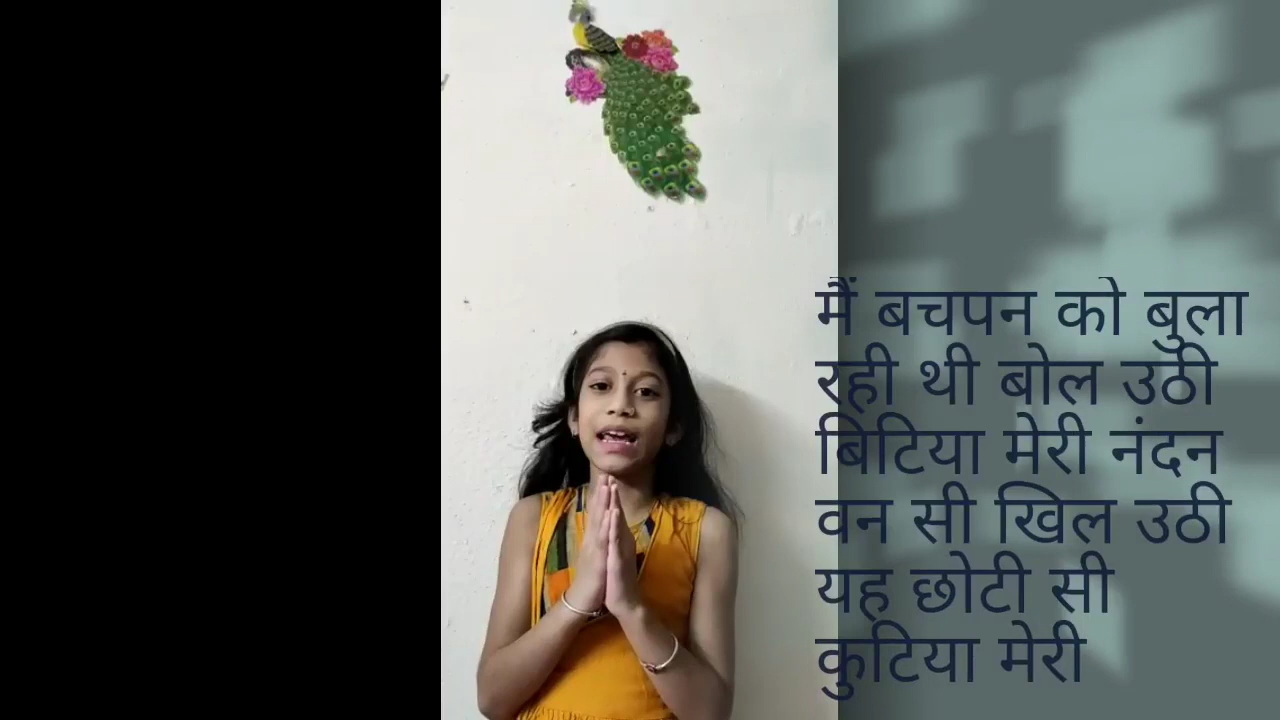 मैं बचपन को बुला
रही थी बोल उठी
बिटिया मेरी नंदन
वन सी खिल उठी
यह छोटी सी
कुटिया मेरी